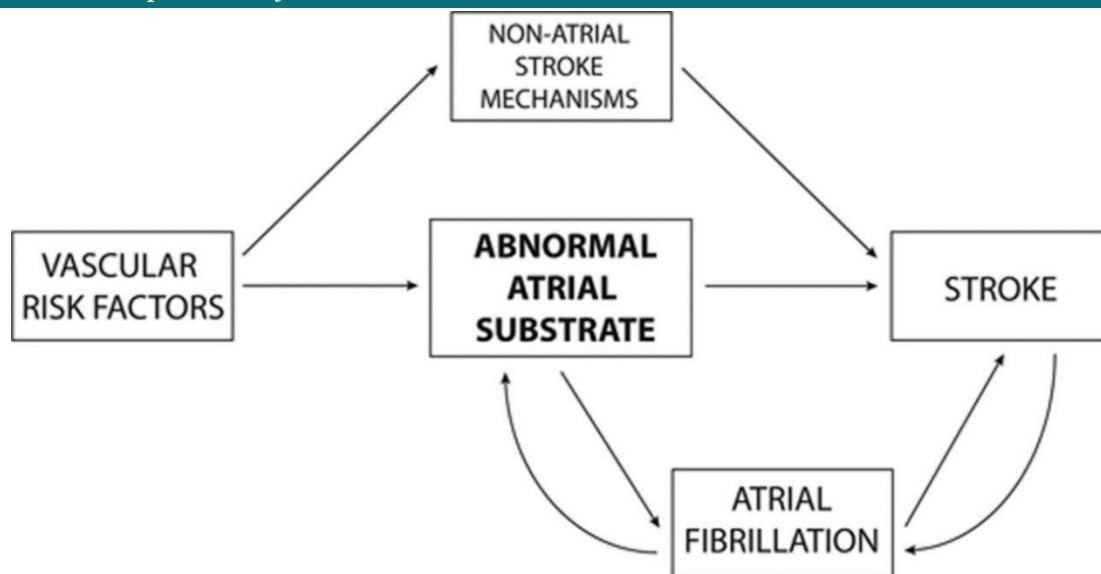 NON-ATRIAL
STROKE
MECHANISMS
VASCULAR
RISK FACTORS
ABNORMAL
ATRIAL
SUBSTRATE
STROKE
ATRIAL
FIBRILLATION